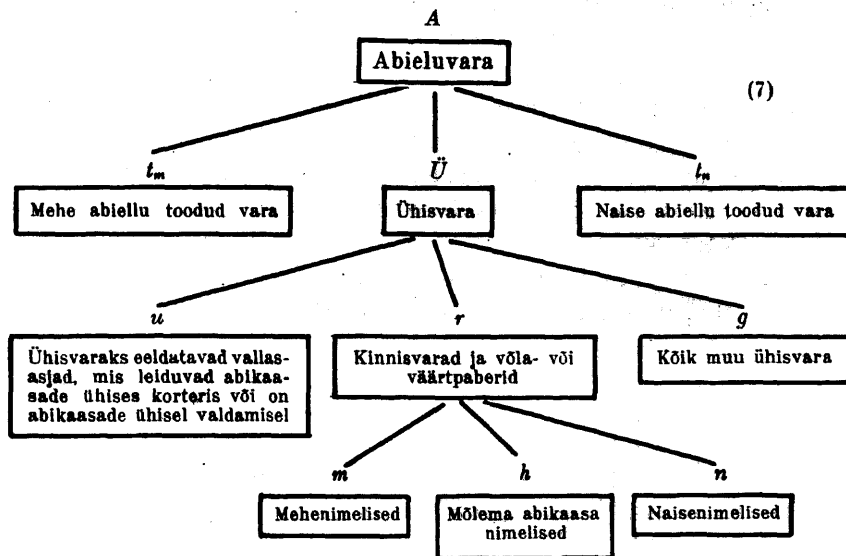 A
Abieluvara
(7)
tₘ Ü tₙ
Mehe abiellu toodud vara Ühisvara Naise abiellu toodud vara
u r g
Ühisvaraks eeldatavad vallas-
asjad, mis leiduvad abikaa-
sade ühises korteris või on
abikaasade ühisel valdamisel
Kinnisvarad ja võla- või
väärtpaberid
Kõik muu ühisvara
m h n
Mehenimelised
Mõlema abikaasa
nimelised
Naisenimelised